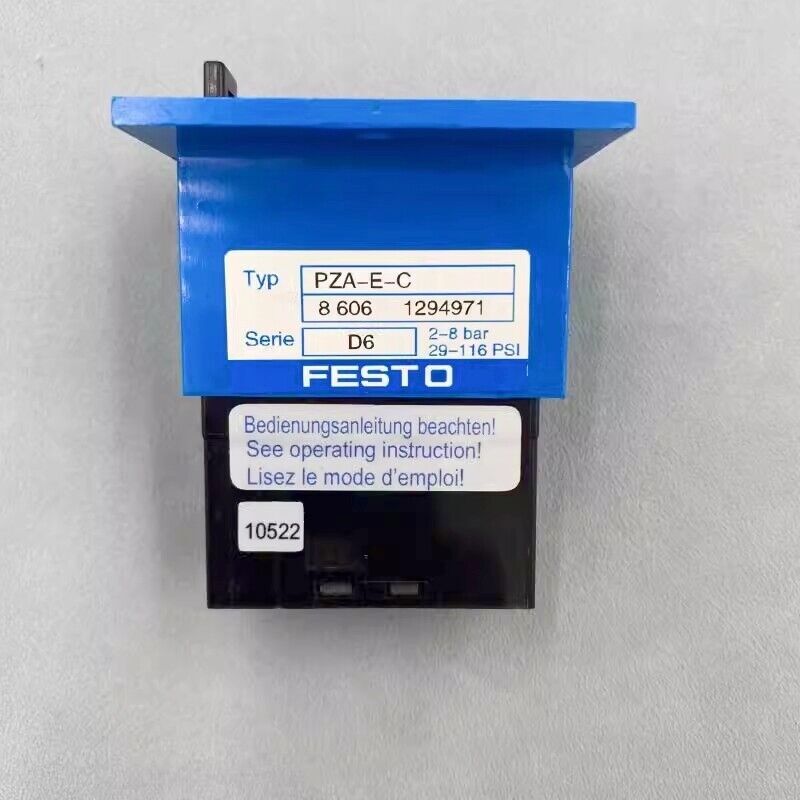 Typ PZA-E-C
8 606 1294971
Serie D6 2-8 bar
29-116 PSI
FESTO
Bedienungsanleitung beachten!
See operating instruction!
Lisez le mode d'emploi!
10522